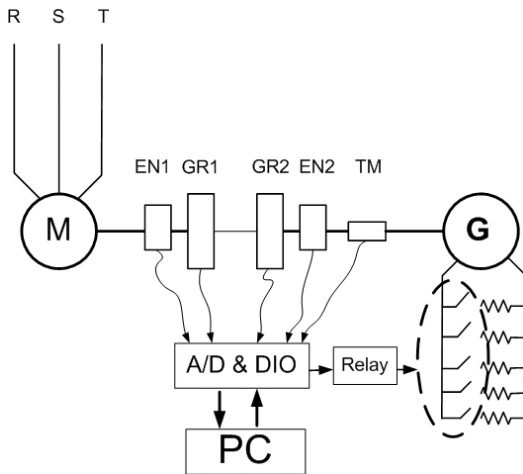 R S T
EN1 GR1 GR2 EN2 TM
M G
A/D & DIO Relay
PC